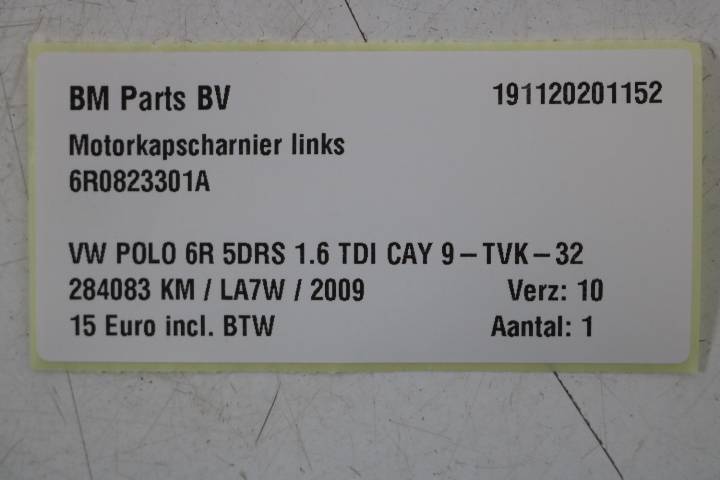 BM Parts BV 191120201152
Motorkapscharnier links
6R0823301A
VW POLO 6R 5DRS 1.6 TDI CAY 9-TVK-32
284083 KM / LA7W / 2009 Verz: 10
15 Euro incl. BTW Aantal: 1